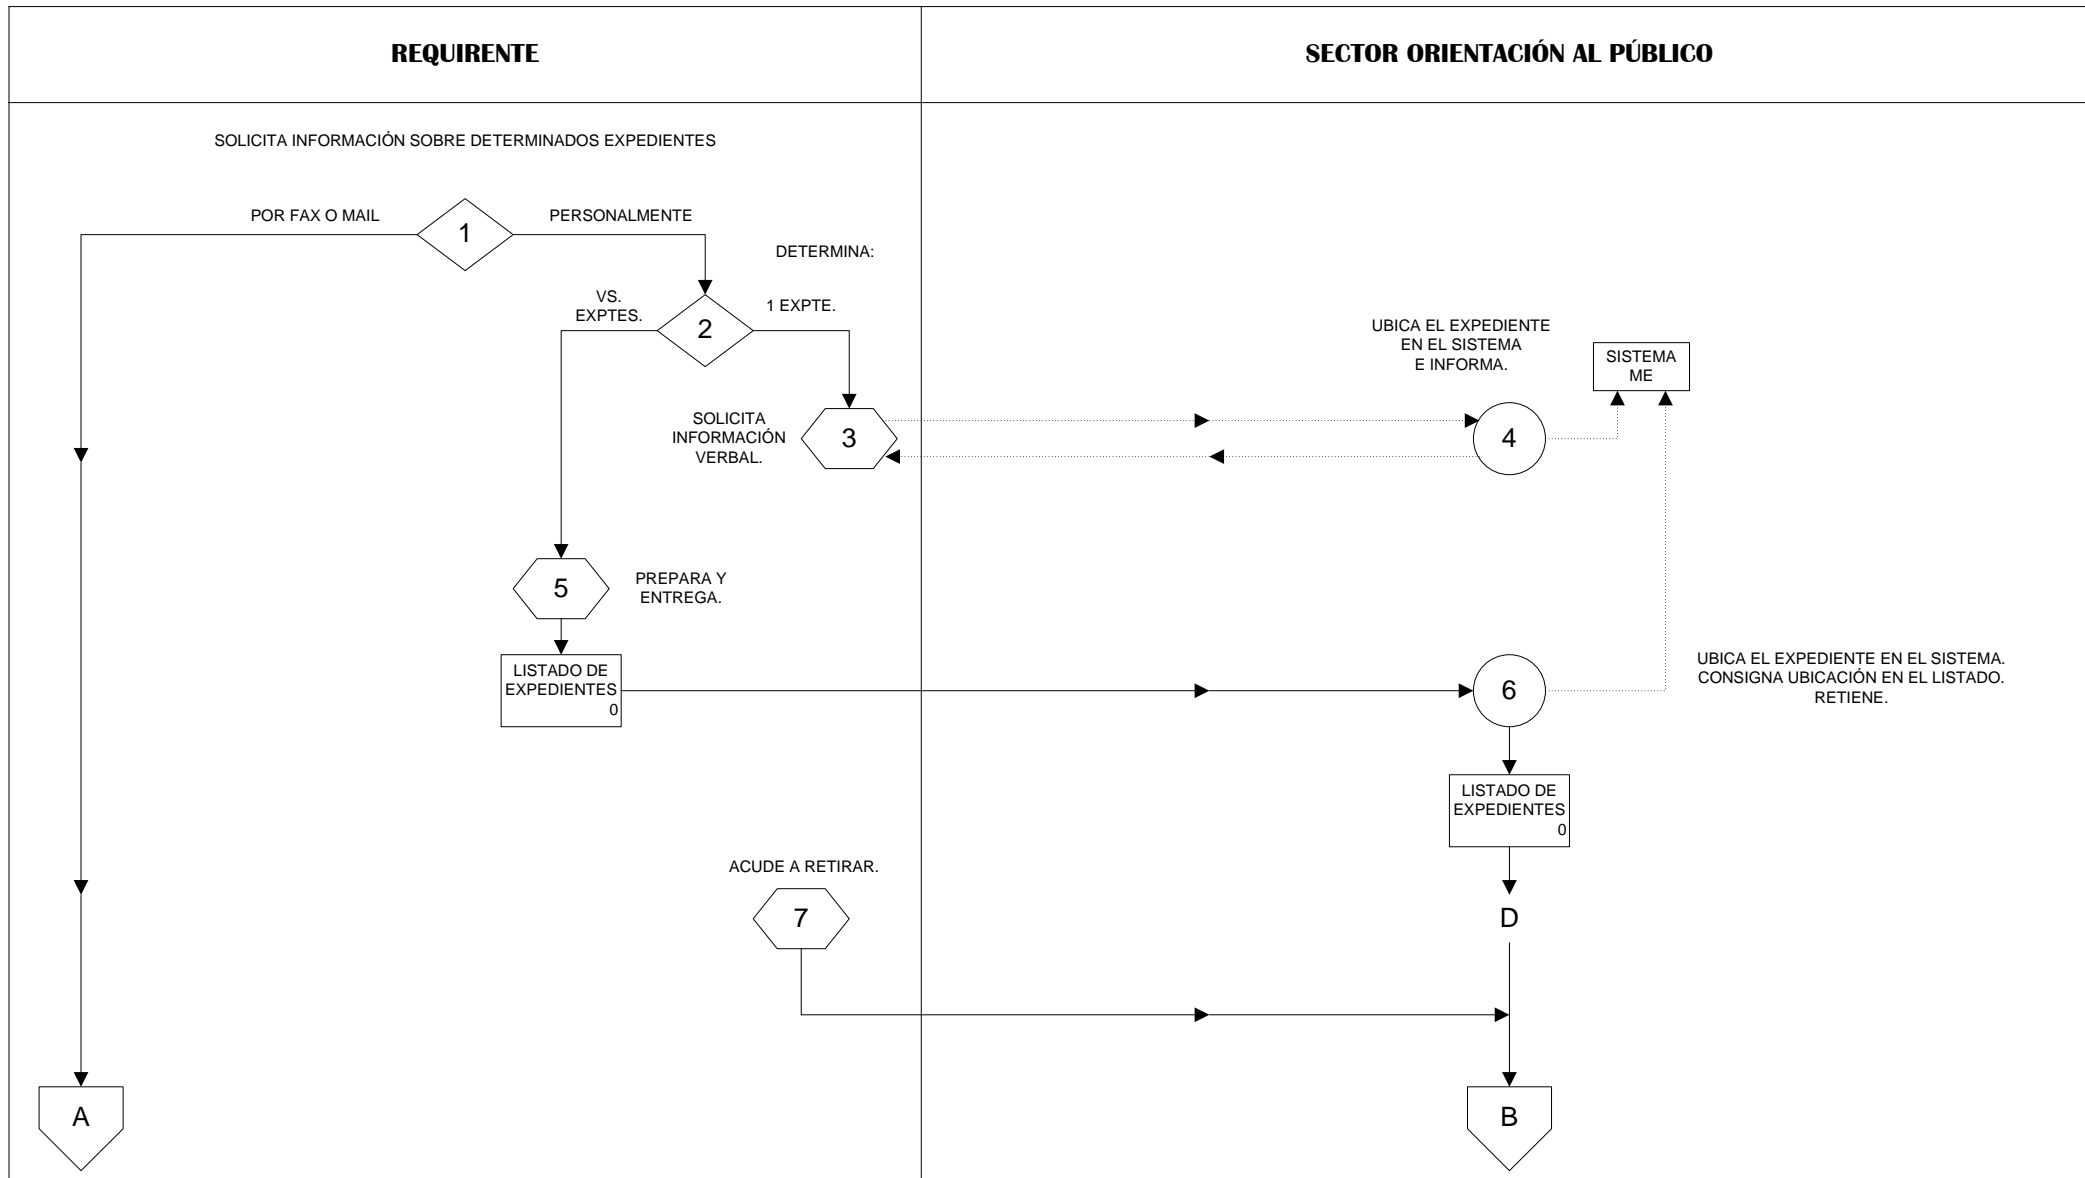 REQUIRENTE
SECTOR ORIENTACIÓN AL PÚBLICO
SOLICITA INFORMACIÓN SOBRE DETERMINADOS EXPEDIENTES
POR FAX O MAIL
1
PERSONALMENTE
DETERMINA:
VS.
EXPTES.
2
1 EXPTE.
UBICA EL EXPEDIENTE
EN EL SISTEMA
E INFORMA.
SISTEMA
ME
SOLICITA
INFORMACIÓN
VERBAL.
3
4
5
PREPARA Y
ENTREGA.
LISTADO DE
EXPEDIENTES
0
6
UBICA EL EXPEDIENTE EN EL SISTEMA.
CONSIGNA UBICACIÓN EN EL LISTADO.
RETIENE.
LISTADO DE
EXPEDIENTES
0
ACUDE A RETIRAR.
7
D
A
B